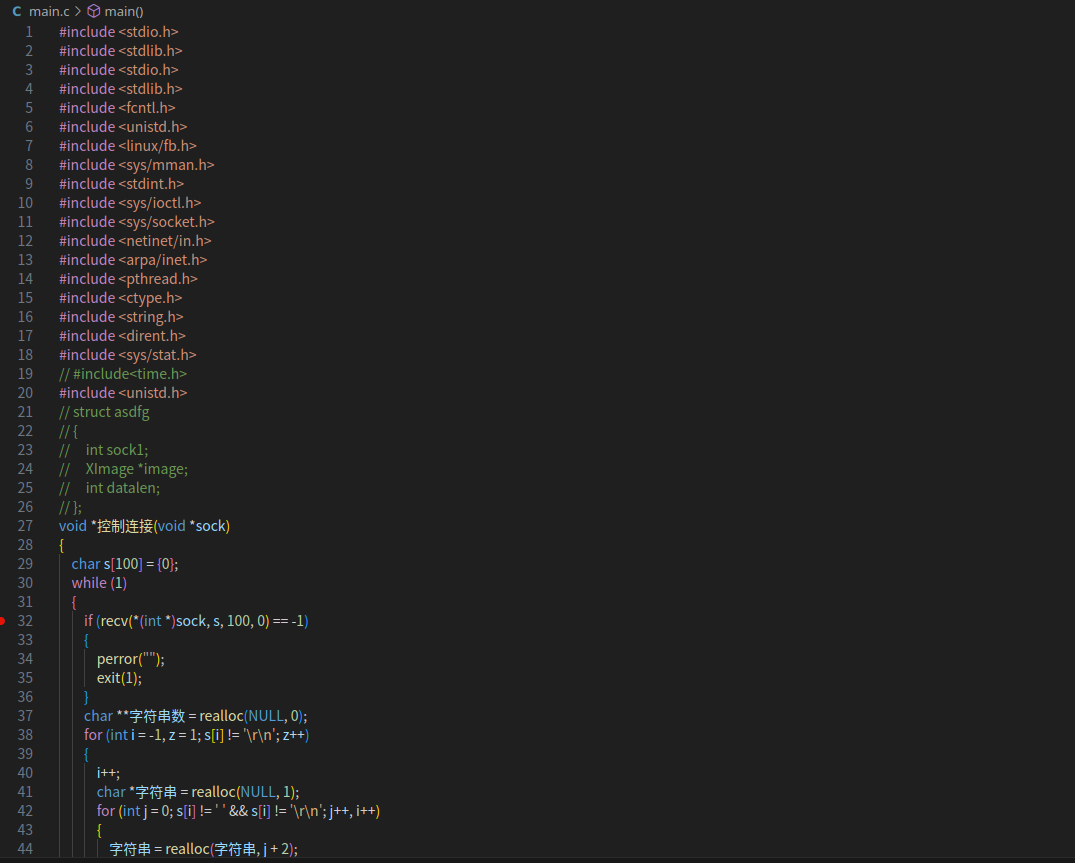 C main.c > main()
1 #include <stdio.h>
2 #include <stdlib.h>
3 #include <stdio.h>
4 #include <stdlib.h>
5 #include <fcntl.h>
6 #include <unistd.h>
7 #include <linux/fb.h>
8 #include <sys/mman.h>
9 #include <stdint.h>
10 #include <sys/ioctl.h>
11 #include <sys/socket.h>
12 #include <netinet/in.h>
13 #include <arpa/inet.h>
14 #include <pthread.h>
15 #include <ctype.h>
16 #include <string.h>
17 #include <dirent.h>
18 #include <sys/stat.h>
19 // #include<time.h>
20 #include <unistd.h>
21 // struct asdfg
22 // {
23 //     int sock1;
24 //     XImage *image;
25 //     int datalen;
26 // };
27 void *控制连接(void *sock)
28 {
29     char s[100] = {0};
30     while (1)
31     {
32         if (recv(*(int *)sock, s, 100, 0) == -1)
33         {
34             perror("");
35             exit(1);
36         }
37         char **字符串数 = realloc(NULL, 0);
38         for (int i = -1, z = 1; s[i] != '\r\n'; z++)
39         {
40             i++;
41             char *字符串 = realloc(NULL, 1);
42             for (int j = 0; s[i] != ' ' && s[i] != '\r\n'; j++, i++)
43             {
44                 字符串 = realloc(字符串, j + 2);